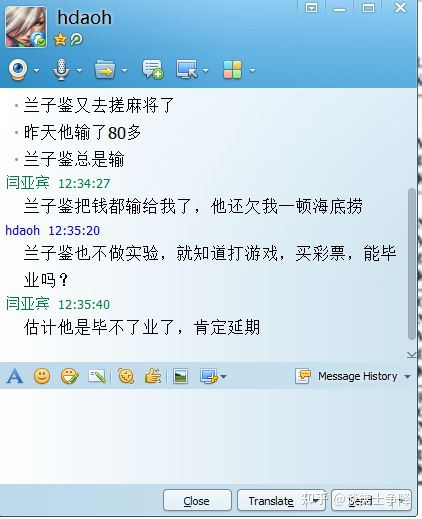 hdaoh
兰子鉴又去搓麻将了
昨天他输了80多
兰子鉴总是输
闫亚宾 12:34:27
兰子鉴把钱都输给我了，他还欠我一顿海底捞
hdaoh 12:35:20
兰子鉴也不做实验，就知道打游戏，买彩票，能毕
业吗？
闫亚宾 12:35:40
估计他是毕不了业了，肯定延期
Message History
Close Translate Send
知乎